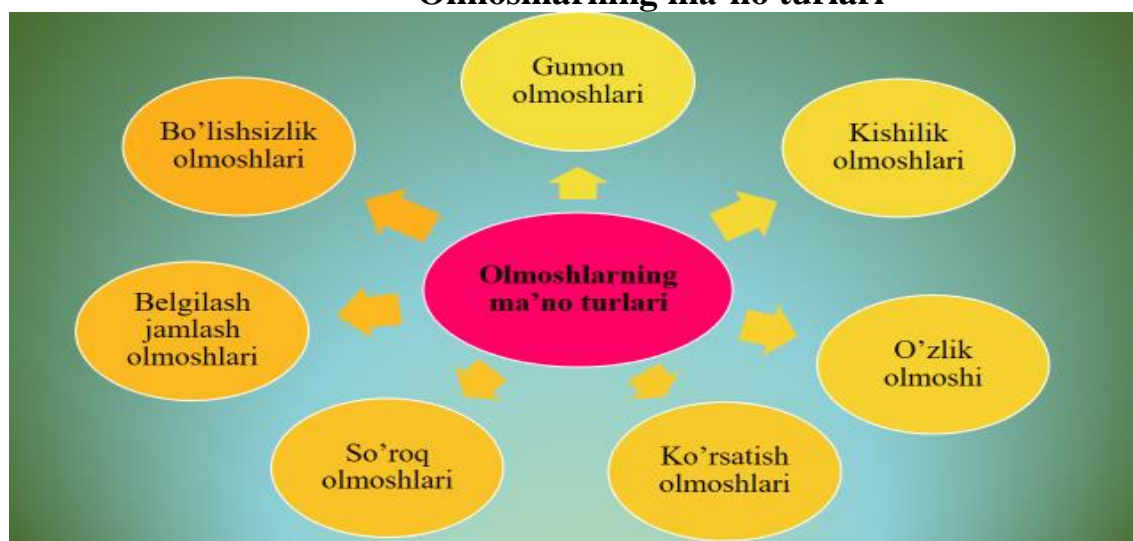 Olmoshlarning ma'no turlari
Gumon
olmoshlari
Kishilik
olmoshlari
O'zlik
olmoshi
Ko'rsatish
olmoshlari
So'roq
olmoshlari
Belgilash
jamlash
olmoshlari
Bo'lishsizlik
olmoshlari
Olmoshlarning
ma'no turlari